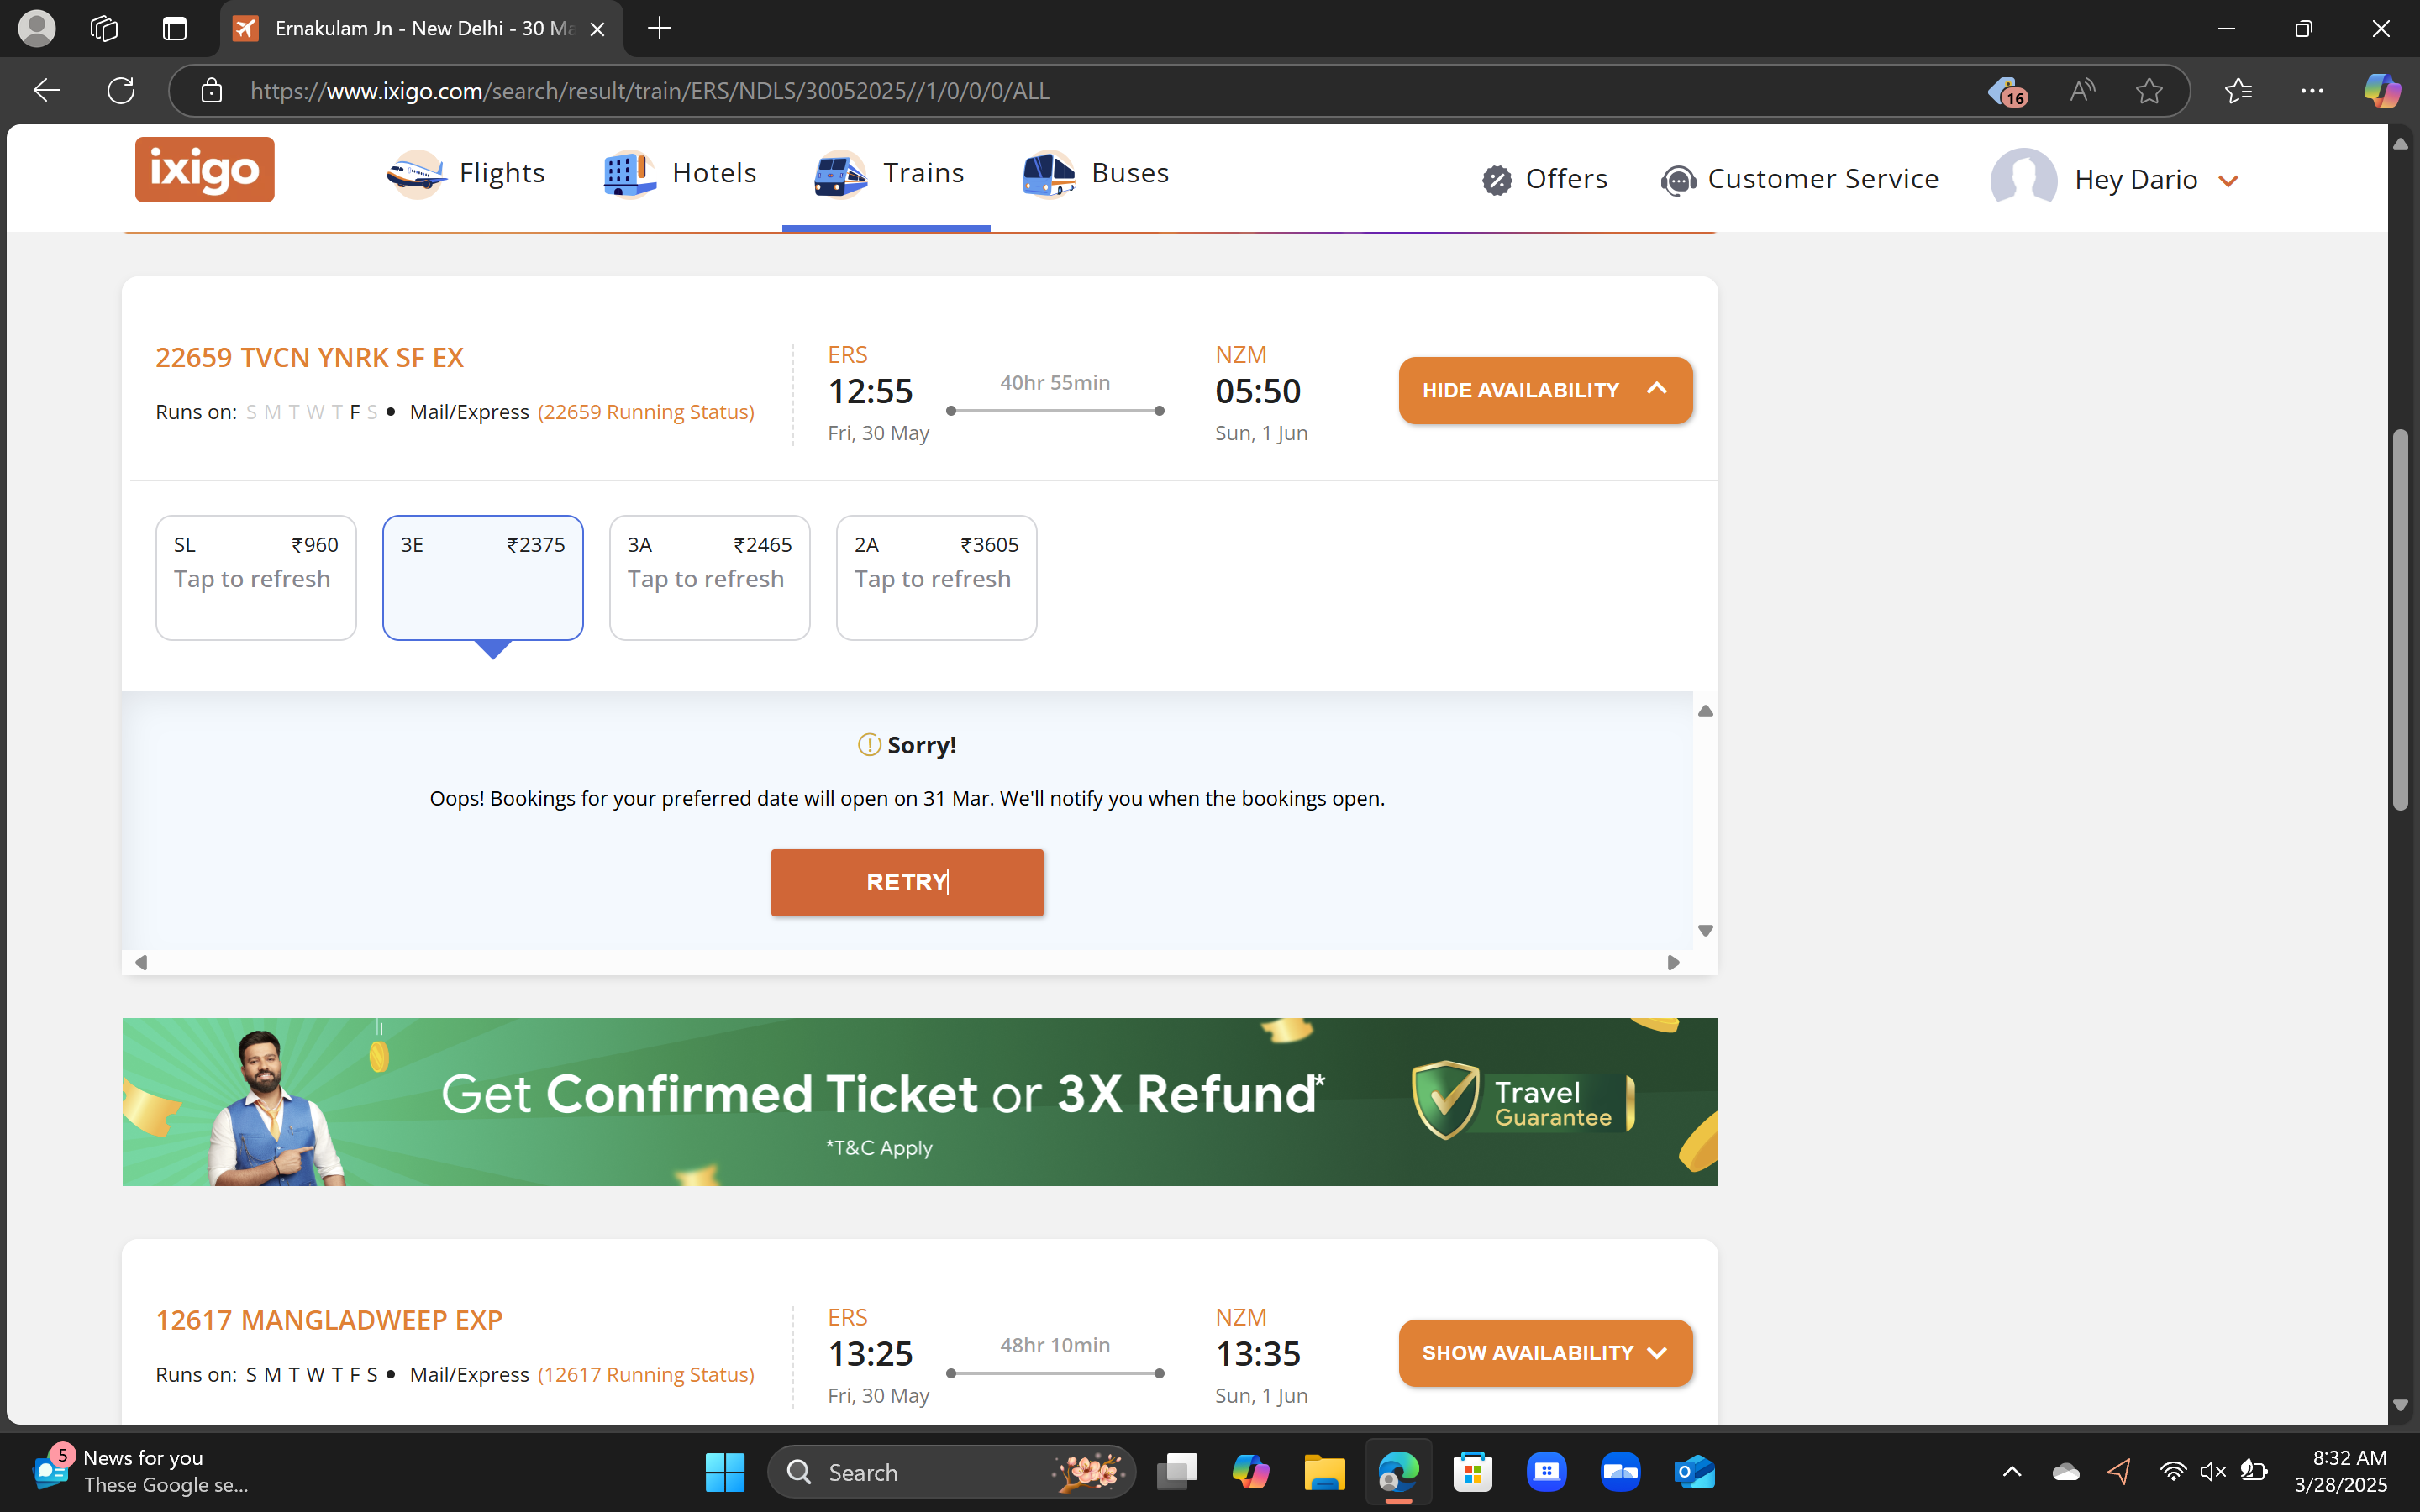 Ernakulam Jn - New Delhi - 30 Ma
https://www.ixigo.com/search/result/train/ERS/NDLS/30052025//1/0/0/0/ALL
16
ixigo
Flights
Hotels
Trains
Buses
Offers
Customer Service
Hey Dario
22659 TVCN YNRK SF EX
Runs on: S M T W T F S • Mail/Express (22659 Running Status)
ERS
12:55
Fri, 30 May
40hr 55min
NZM
05:50
Sun, 1 Jun
HIDE AVAILABILITY
SL ₹960
Tap to refresh
3E ₹2375
3A ₹2465
Tap to refresh
2A ₹3605
Tap to refresh
Sorry!
Oops! Bookings for your preferred date will open on 31 Mar. We'll notify you when the bookings open.
RETRY
Get Confirmed Ticket or 3X Refund*
*T&C Apply
Travel
Guarantee
12617 MANGLADWEEP EXP
Runs on: S M T W T F S • Mail/Express (12617 Running Status)
ERS
13:25
Fri, 30 May
48hr 10min
NZM
13:35
Sun, 1 Jun
SHOW AVAILABILITY
5
News for you
These Google se...
Search
8:32 AM
3/28/2025